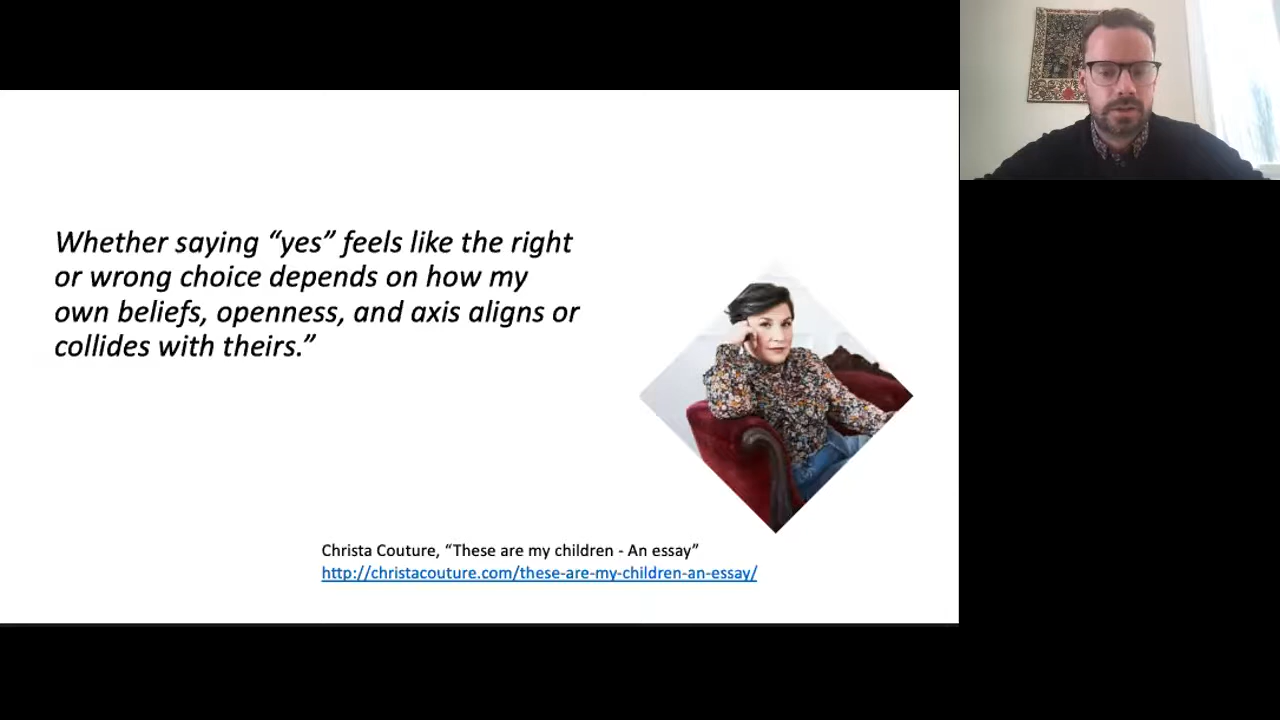 Whether saying “yes” feels like the right
or wrong choice depends on how my
own beliefs, openness, and axis aligns or
collides with theirs.”
Christa Couture, “These are my children - An essay”
http://christacouture.com/these-are-my-children-an-essay/